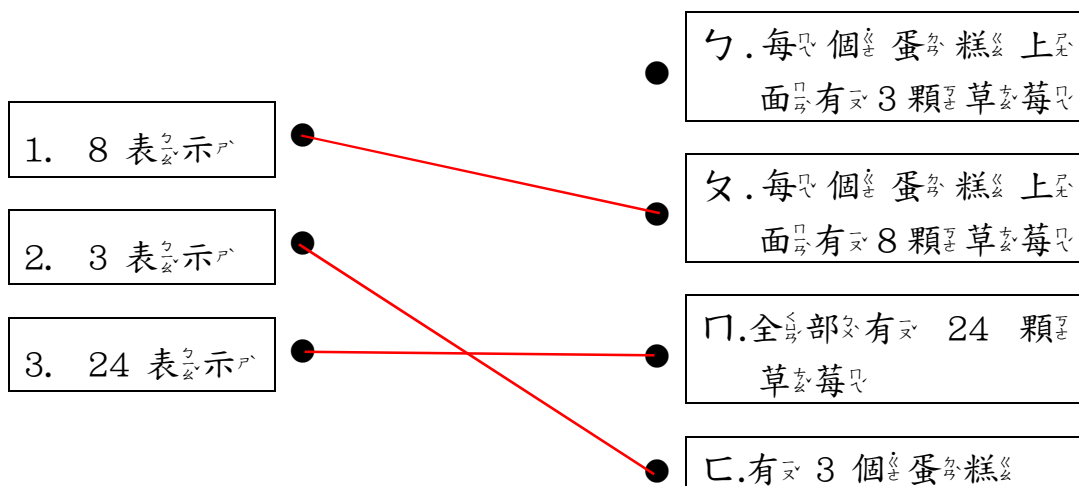 1. 8 表示
2. 3 表示
3. 24 表示
ㄅ.每個蛋糕上
面有3顆草莓
ㄆ.每個蛋糕上
面有8顆草莓
ㄇ.全部有 24 顆
草莓
ㄈ.有 3 個蛋糕